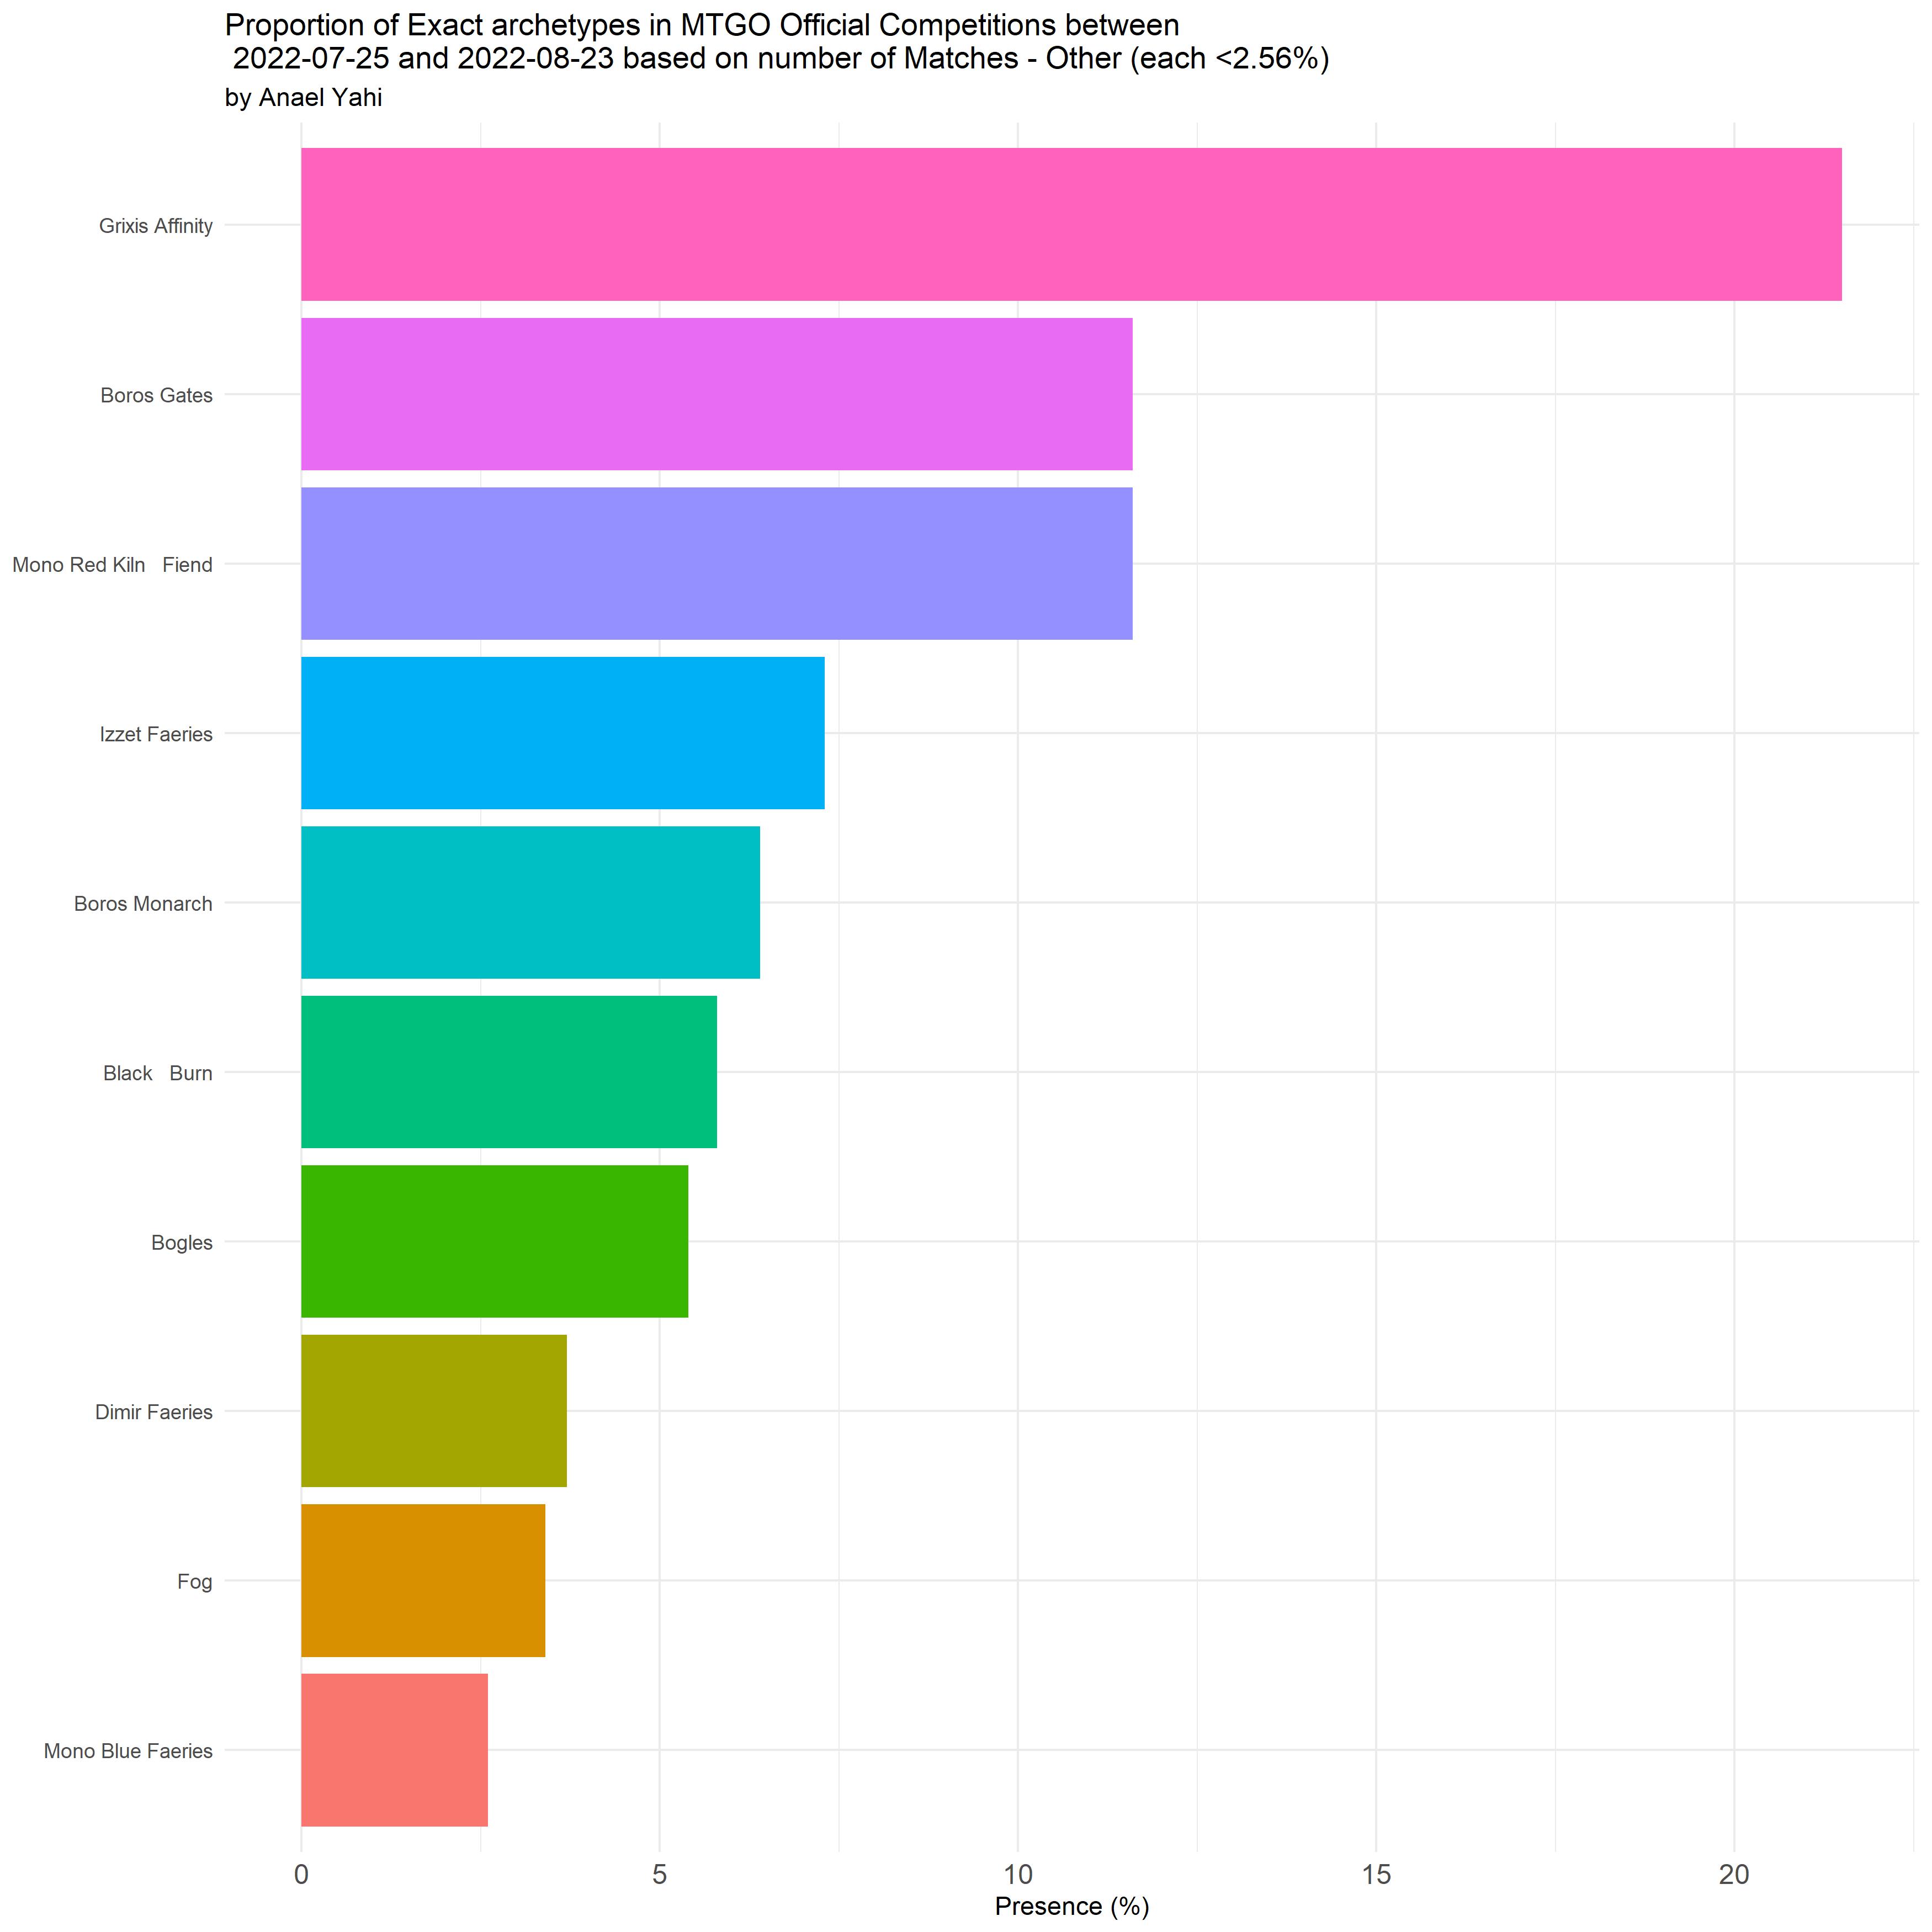 Proportion of Exact archetypes in MTGO Official Competitions between
2022-07-25 and 2022-08-23 based on number of Matches - Other (each <2.56%)
by Anael Yahi
Grixis Affinity
Boros Gates
Mono Red Kiln   Fiend
Izzet Faeries
Boros Monarch
Black   Burn
Bogles
Dimir Faeries
Fog
Mono Blue Faeries
0 5 10 15 20
Presence (%)